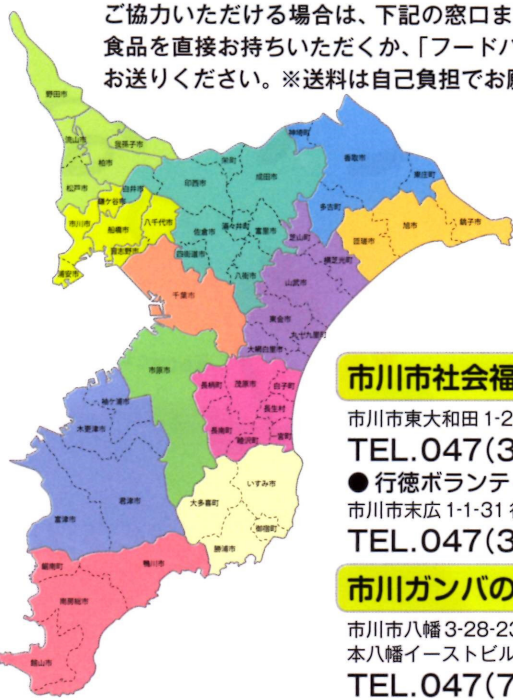 ご協力いただける場合は、下記の窓口ま
食品を直接お持ちいただくか、「フードバ
お送りください。※送料は自己負担でお願
野田市
流山市
我孫子市
柏市
松戸市
鎌ケ谷市
白井市
市川市
船橋市
八千代市
習志野市
浦安市
印西市
栄町
成田市
佐倉市
酒々井町
富里市
四街道市
八街市
神崎町
香取市
東庄町
多古町
匝瑳市
旭市
銚子市
芝山町
横芝光町
山武市
東金市
九十九里町
大網白里市
千葉市
市原市
長柄町
茂原市
白子町
長生村
長南町
睦沢町
一宮町
袖ケ浦市
木更津市
君津市
富津市
いすみ市
大多喜町
御宿町
勝浦市
鋸南町
鴨川市
南房総市
館山市
市川市社会福
市川市東大和田1-2
TEL.047(3
●行徳ボランテ
市川市末広1-1-31
TEL.047(3
市川ガンバの
市川市八幡3-28-23
本八幡イーストビル
TEL.047(7